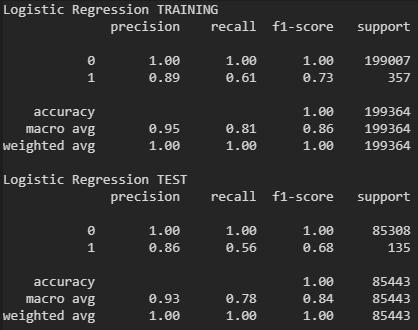 Logistic Regression TRAINING
precision recall f1-score support
0 1.00 1.00 1.00 199007
1 0.89 0.61 0.73 357
accuracy 1.00 199364
macro avg 0.95 0.81 0.86 199364
weighted avg 1.00 1.00 1.00 199364
Logistic Regression TEST
precision recall f1-score support
0 1.00 1.00 1.00 85308
1 0.86 0.56 0.68 135
accuracy 1.00 85443
macro avg 0.93 0.78 0.84 85443
weighted avg 1.00 1.00 1.00 85443